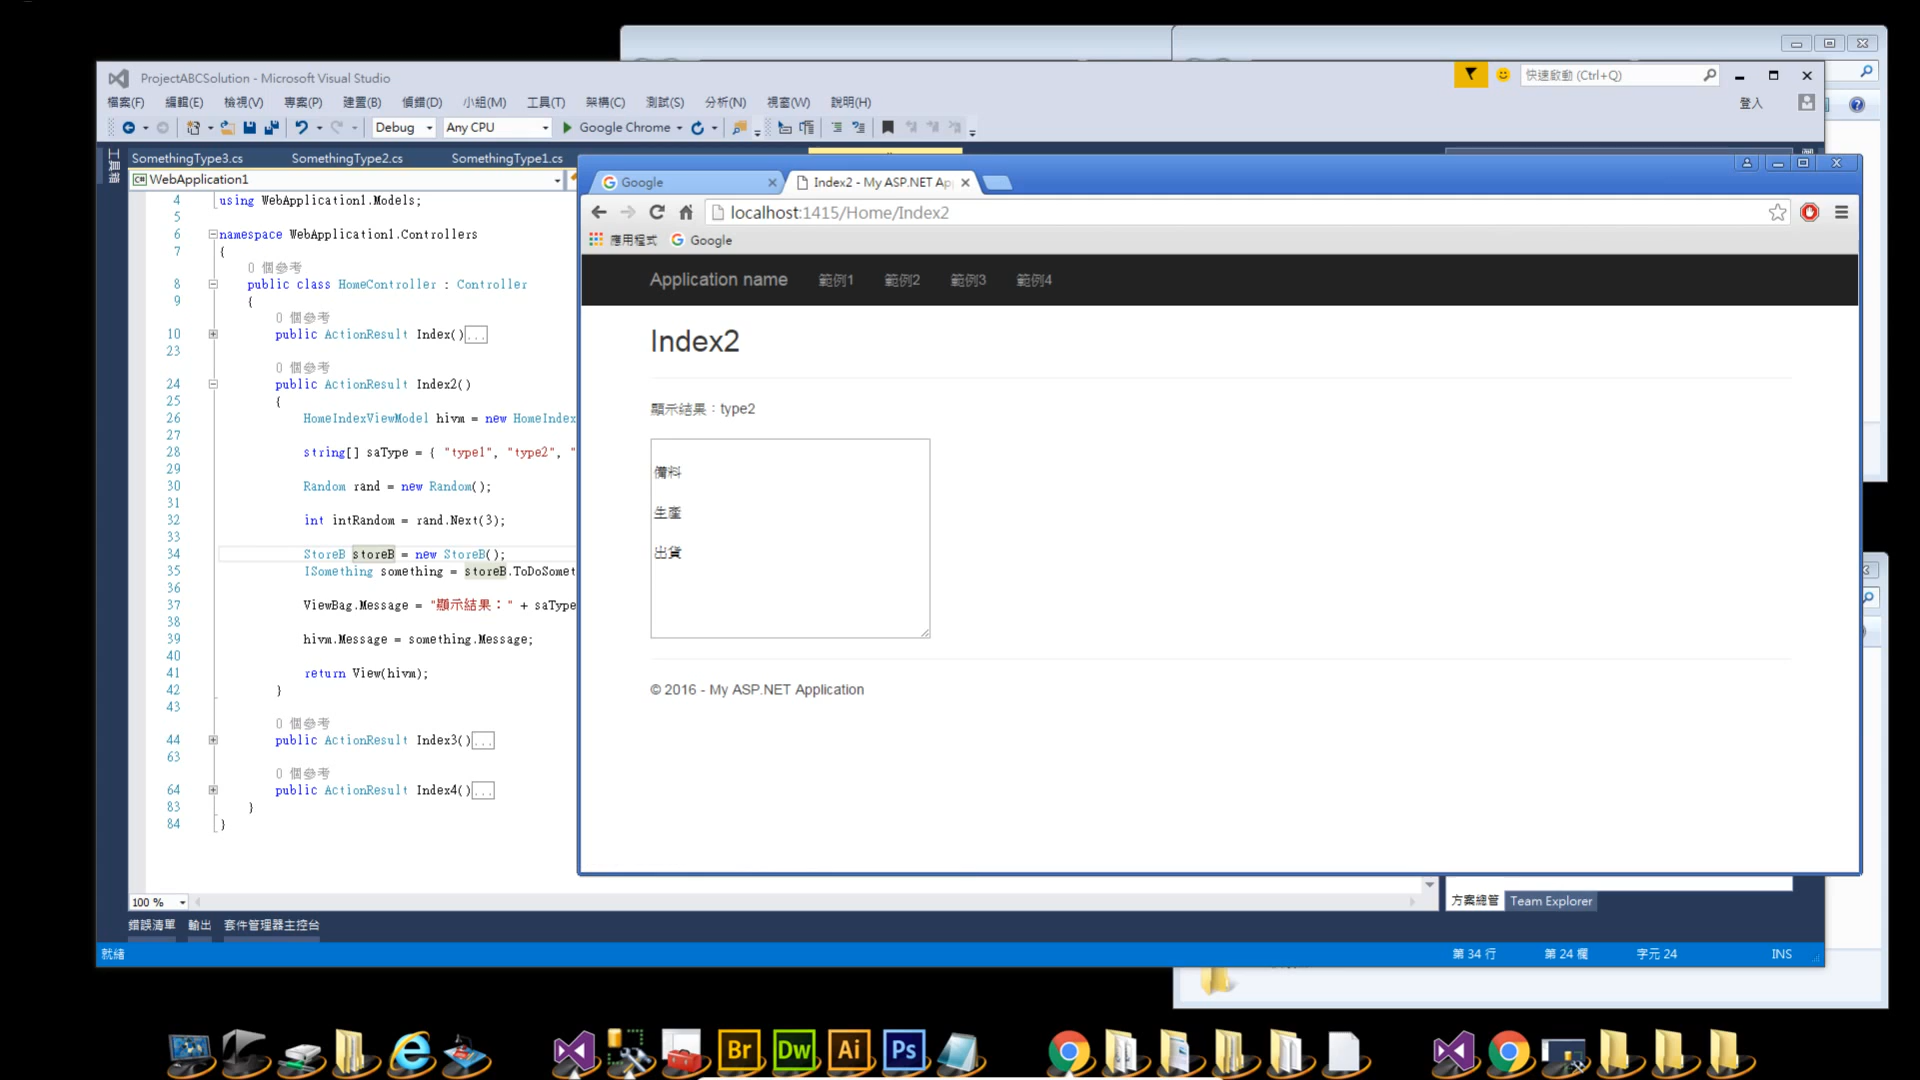 ProjectABCSolution - Microsoft Visual Studio
快速啟動 (Ctrl+Q)
檔案(F) 編輯(E) 檢視(V) 專案(P) 建置(B) 偵錯(D) 小組(M) 工具(T) 架構(C) 測試(S) 分析(N) 視窗(W) 說明(H)
登入
Debug Any CPU Google Chrome
工具箱
SomethingType3.cs SomethingType2.cs SomethingType1.cs
WebApplication1
4 using WebApplication1.Models;
5
6 namespace WebApplication1.Controllers
7 {
0 個參考
8 public class HomeController : Controller
9 {
0 個參考
10 public ActionResult Index()...
23
0 個參考
24 public ActionResult Index2()
25 {
26 HomeIndexViewModel hivm = new HomeIndex
27
28 string[] saType = { "type1", "type2", "
29
30 Random rand = new Random();
31
32 int intRandom = rand.Next(3);
33
34 StoreB storeB = new StoreB();
35 ISomething something = storeB.ToDoSomet
36
37 ViewBag.Message = "顯示結果：" + saType
38
39 hivm.Message = something.Message;
40
41 return View(hivm);
42 }
43
0 個參考
44 public ActionResult Index3()...
63
0 個參考
64 public ActionResult Index4()...
83 }
84 }
100 %
錯誤清單 輸出 套件管理器主控台
方案總管 Team Explorer
就緒 第 34 行 第 24 欄 字元 24 INS
Google Index2 - My ASP.NET Ap
localhost:1415/Home/Index2
應用程式 Google
Application name 範例1 範例2 範例3 範例4
Index2
顯示結果：type2
備料
生產
出貨
© 2016 - My ASP.NET Application
Br Dw Ai Ps